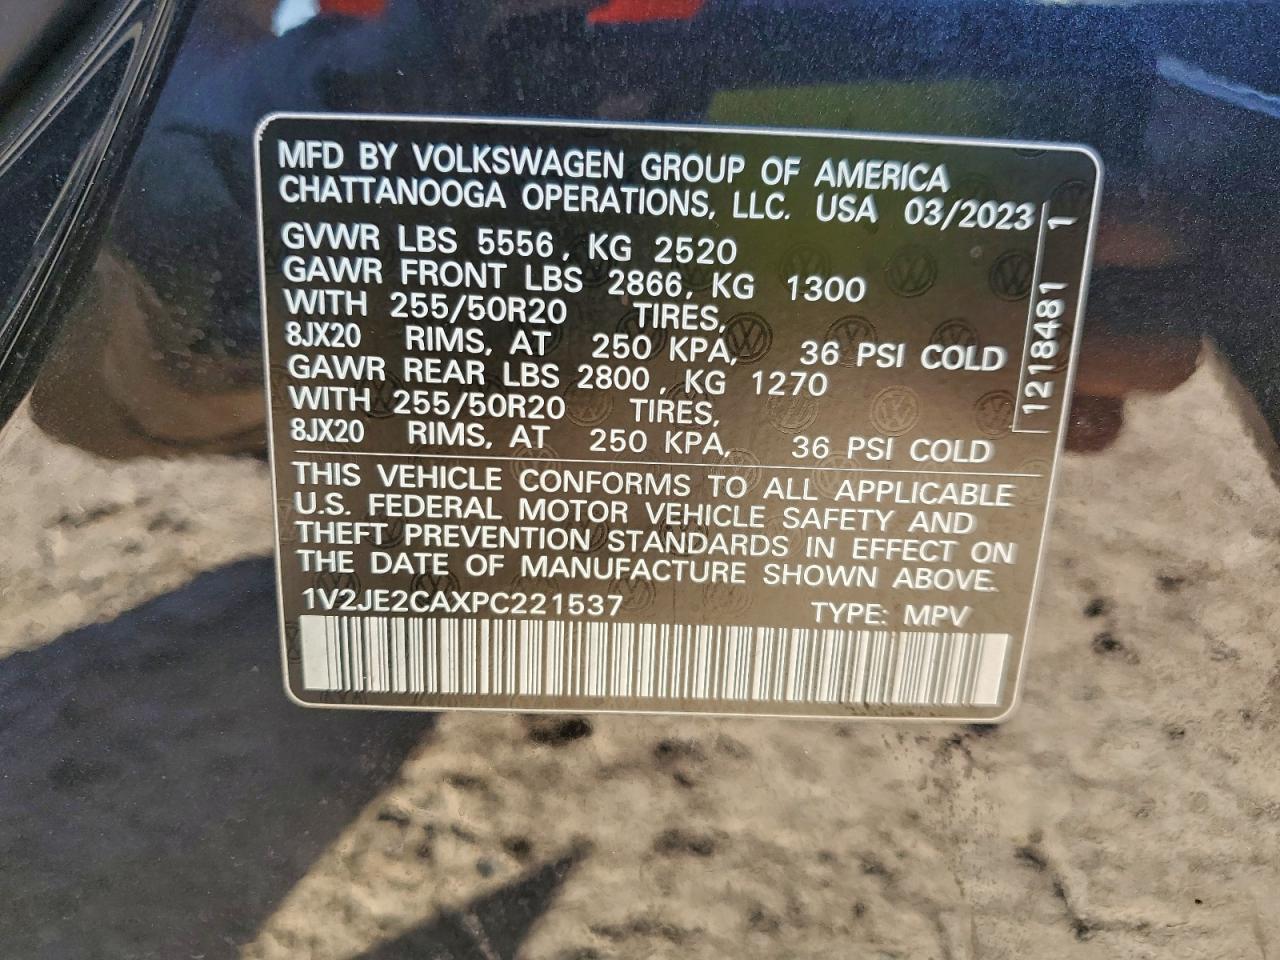 MFD BY VOLKSWAGEN GROUP OF AMERICA
CHATTANOOGA OPERATIONS, LLC. USA 03/2023
GVWR LBS 5556, KG 2520
GAWR FRONT LBS 2866, KG 1300
WITH 255/50R20 TIRES,
8JX20 RIMS, AT 250 KPA, 36 PSI COLD
GAWR REAR LBS 2800, KG 1270
WITH 255/50R20 TIRES,
8JX20 RIMS, AT 250 KPA, 36 PSI COLD
1218481 1
THIS VEHICLE CONFORMS TO ALL APPLICABLE
U.S. FEDERAL MOTOR VEHICLE SAFETY AND
THEFT PREVENTION STANDARDS IN EFFECT ON
THE DATE OF MANUFACTURE SHOWN ABOVE.
1V2JE2CAXPC221537 TYPE: MPV